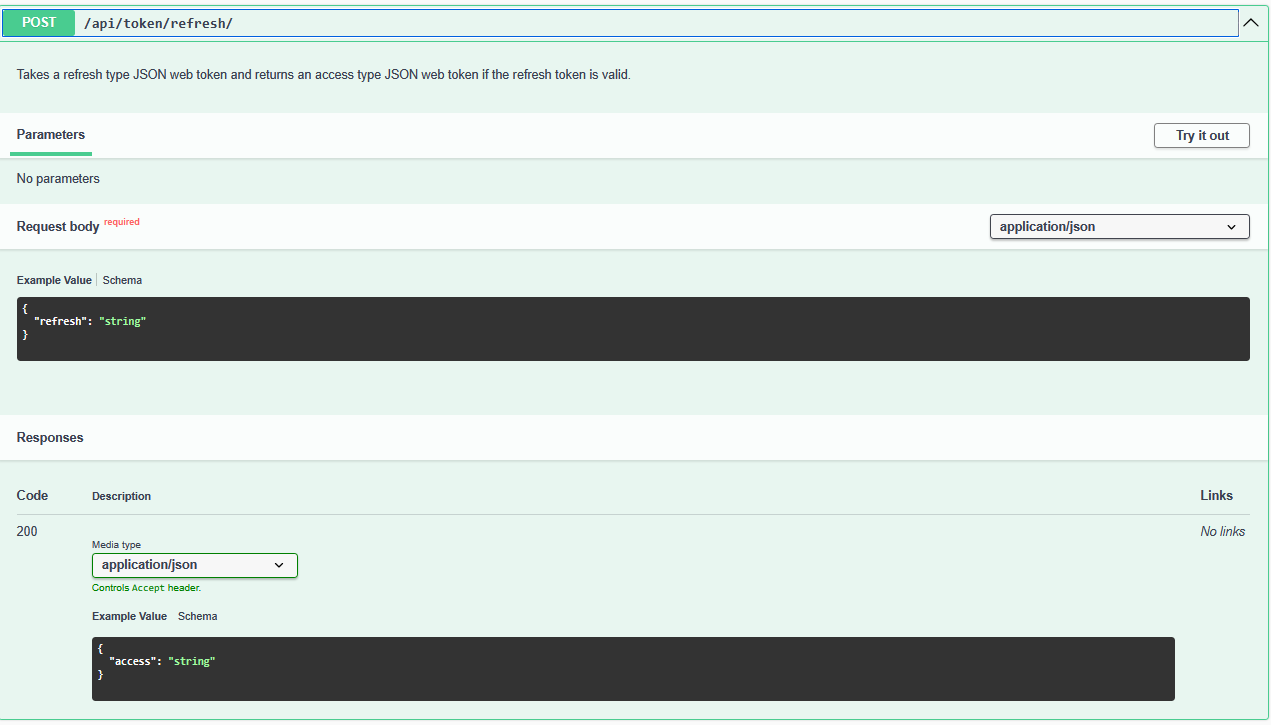 POST /api/token/refresh/
Takes a refresh type JSON web token and returns an access type JSON web token if the refresh token is valid.
Parameters
Try it out
No parameters
Request body required
application/json
Example Value Schema
{
"refresh": "string"
}
Responses
Code Description Links
200 No links
Media type
application/json
Controls Accept header.
Example Value Schema
{
"access": "string"
}